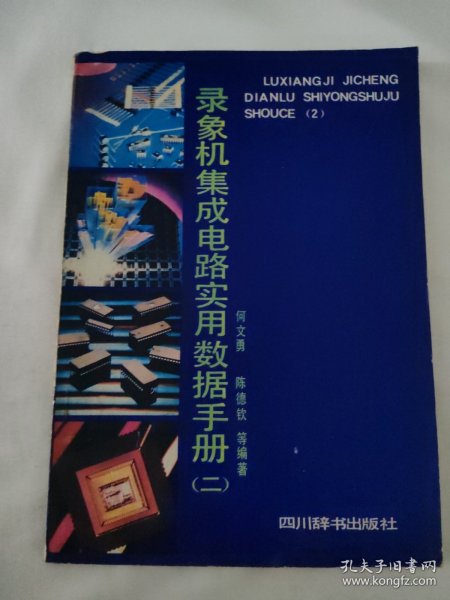 LUXIANGJI JICHENG
DIANLU SHIYONGSHUJU
SHOUCE (2)
录象机集成电路实用数据手册(二)
何文勇 陈德钦 等编著
四川辞书出版社
孔夫子旧书网
www.kongfz.com